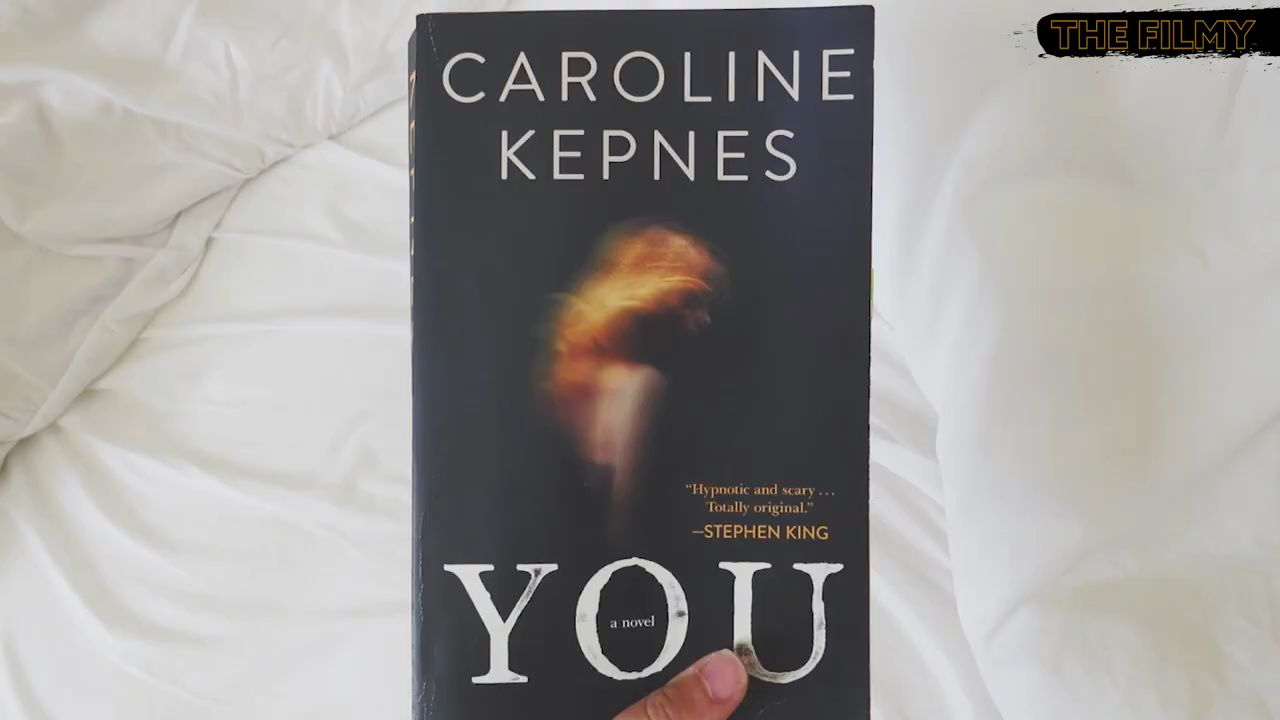 THE FILMY
CAROLINE
KEPNES
"Hypnotic and scary...
Totally original."
—STEPHEN KING
YOU
a novel